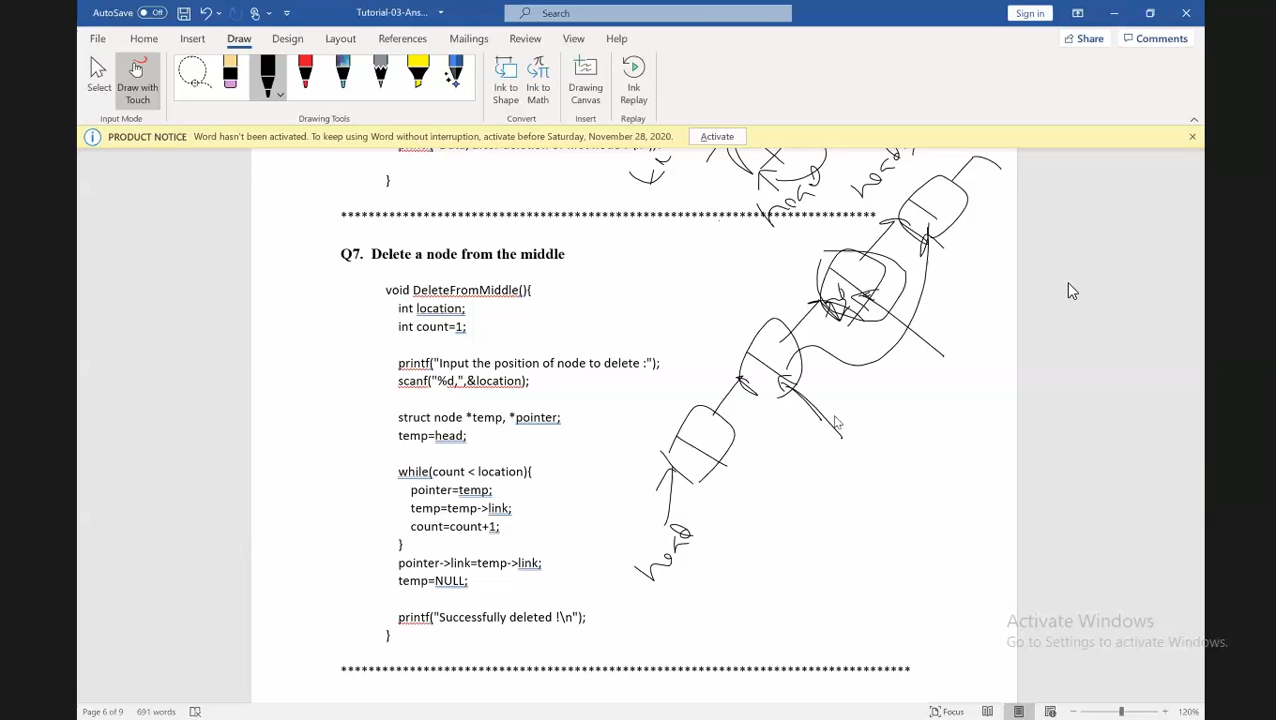 AutoSave Off Tutorial-03-Ans... Search Sign in
File Home Insert Draw Design Layout References Mailings Review View Help Share Comments
Select Draw with Touch Ink to Shape Ink to Math Drawing Canvas Ink Replay
Input Mode Drawing Tools Convert Insert Replay
PRODUCT NOTICE Word hasn't been activated. To keep using Word without interruption, activate before Saturday, November 28, 2020. Activate
}
head
Q7. Delete a node from the middle
void DeleteFromMiddle(){
int location;
int count=1;
printf("Input the position of node to delete :");
scanf("%d,",&location);
struct node *temp, *pointer;
temp=head;
while(count < location){
pointer=temp;
temp=temp->link;
count=count+1;
}
pointer->link=temp->link;
temp=NULL;
printf("Successfully deleted !\n");
}
head
Activate Windows
Go to Settings to activate Windows.
Page 6 of 9 691 words Focus 120%